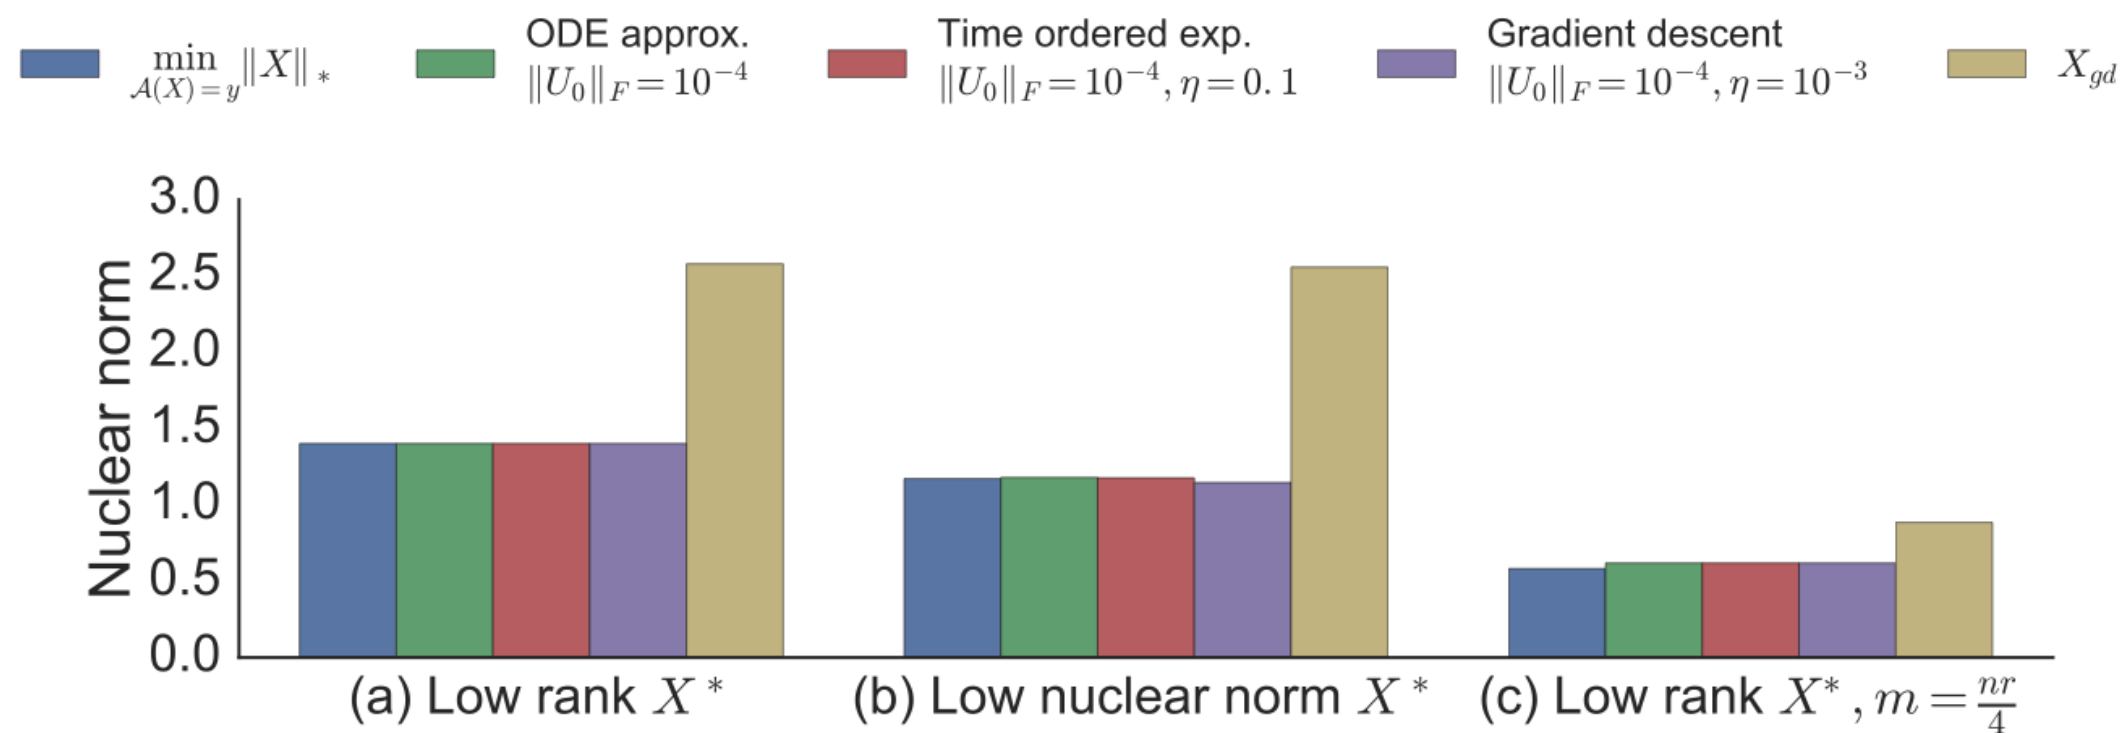 min ‖X‖ *
A(X) = y
ODE approx.
‖U₀‖ F = 10⁻⁴
Time ordered exp.
‖U₀‖ F = 10⁻⁴, η = 0.1
Gradient descent
‖U₀‖ F = 10⁻⁴, η = 10⁻³
X gd
Nuclear norm
3.0
2.5
2.0
1.5
1.0
0.5
0.0
(a) Low rank X *
(b) Low nuclear norm X *
(c) Low rank X*, m = nr/4